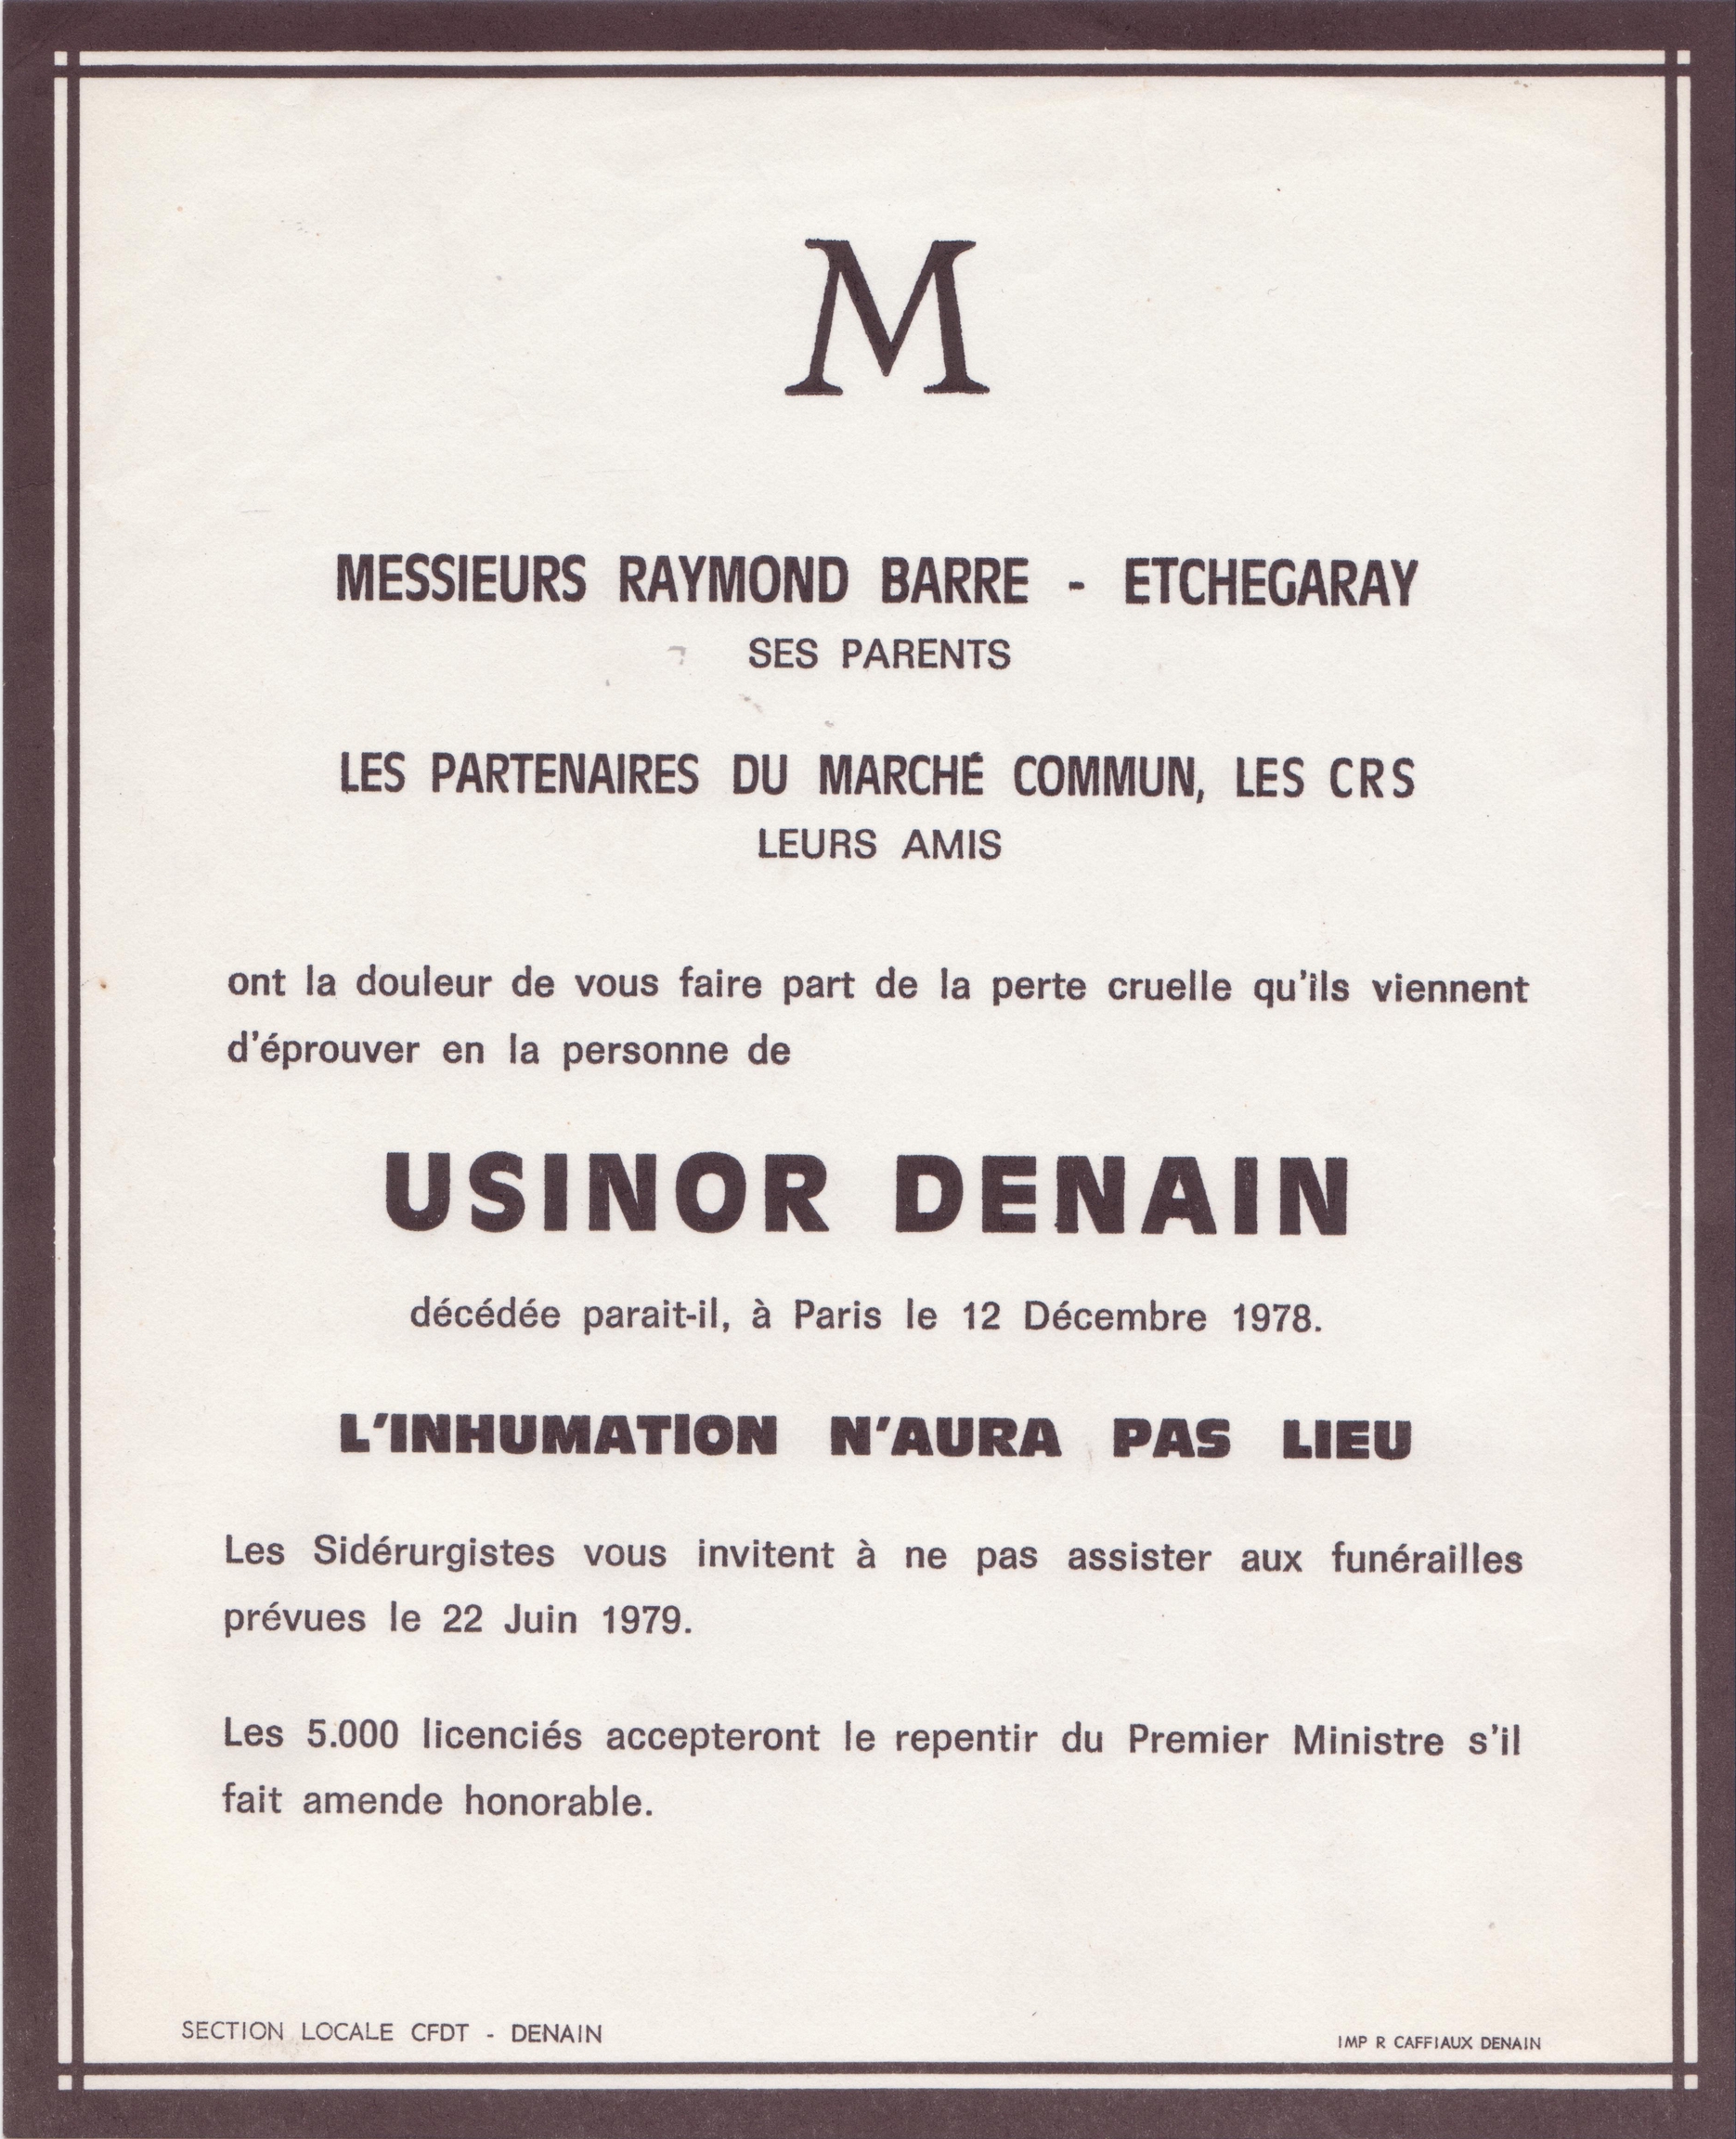 M
MESSIEURS RAYMOND BARRE - ETCHEGARAY
SES PARENTS
LES PARTENAIRES DU MARCHÉ COMMUN, LES CRS
LEURS AMIS
ont la douleur de vous faire part de la perte cruelle qu'ils viennent
d'éprouver en la personne de
USINOR DENAIN
décédée parait-il, à Paris le 12 Décembre 1978.
L'INHUMATION N'AURA PAS LIEU
Les Sidérurgistes vous invitent à ne pas assister aux funérailles
prévues le 22 Juin 1979.
Les 5.000 licenciés accepteront le repentir du Premier Ministre s'il
fait amende honorable.
SECTION LOCALE CFDT - DENAIN
IMP R CAFFIAUX DENAIN